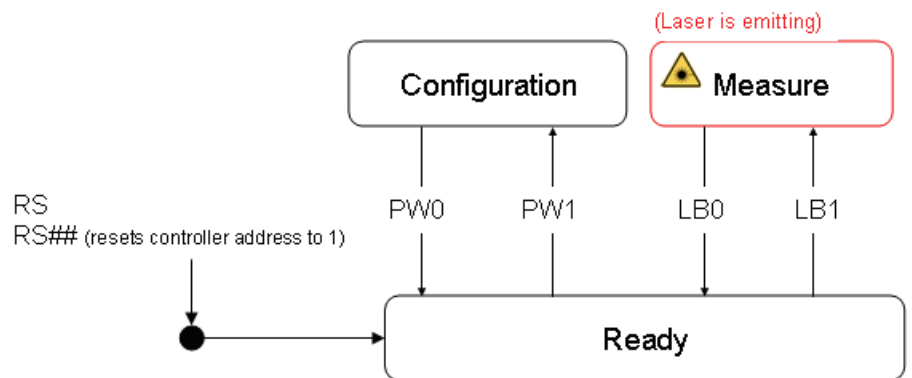 (Laser is emitting)
Configuration
Measure
RS
RS## (resets controller address to 1)
PW0
PW1
LB0
LB1
Ready